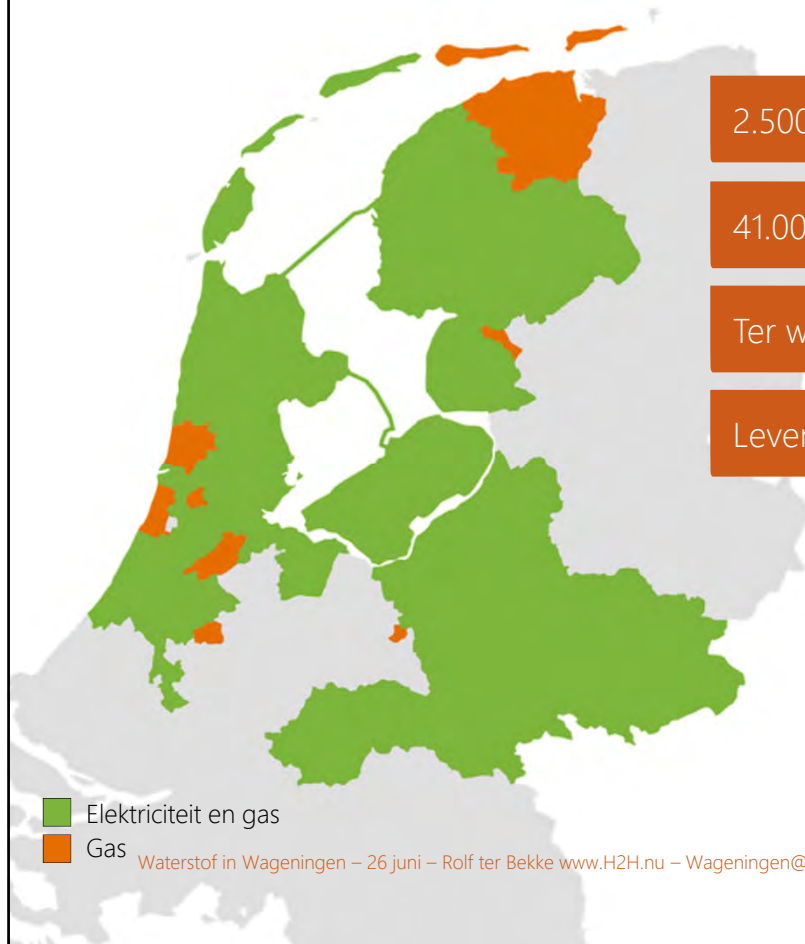 2.500
41.00
Ter w
Lever
Elektriciteit en gas
Gas
Waterstof in Wageningen – 26 juni – Rolf ter Bekke www.H2H.nu – Wageningen@